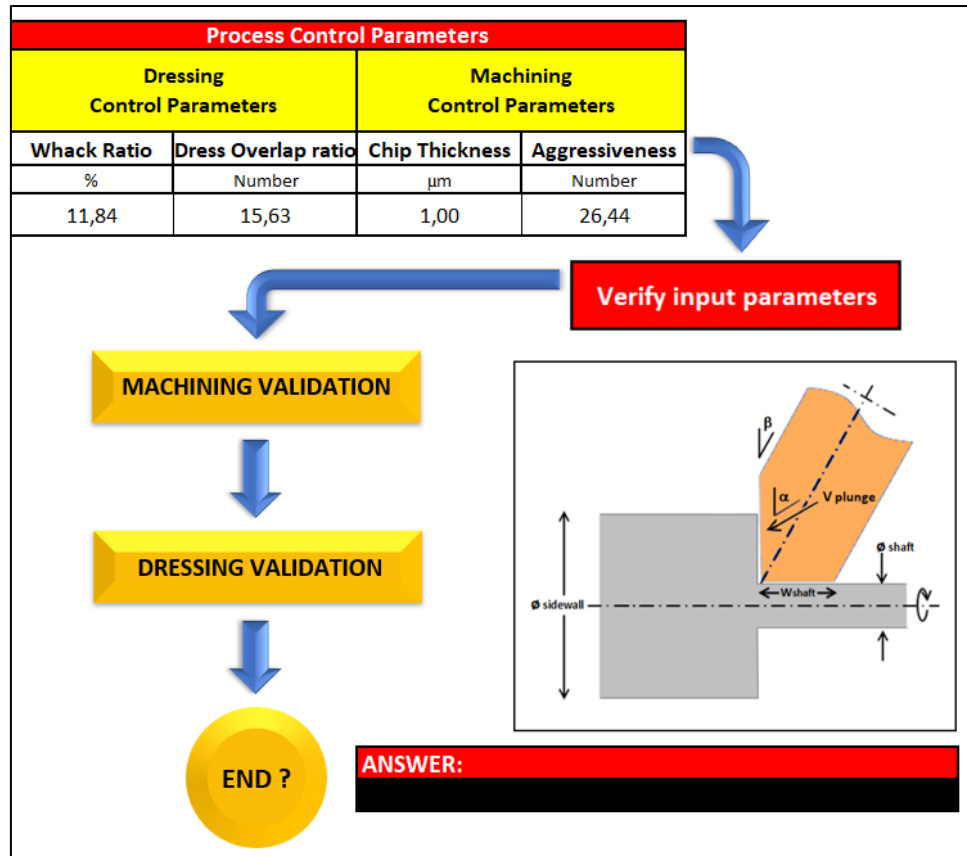 Process Control Parameters
Dressing
Control Parameters
Machining
Control Parameters
Whack Ratio Dress Overlap ratio Chip Thickness Aggressiveness
% Number µm Number
11,84 15,63 1,00 26,44
Verify input parameters
MACHINING VALIDATION
DRESSING VALIDATION
END ?
β
α
V plunge
Ø shaft
W shaft
Ø sidewall
ANSWER: